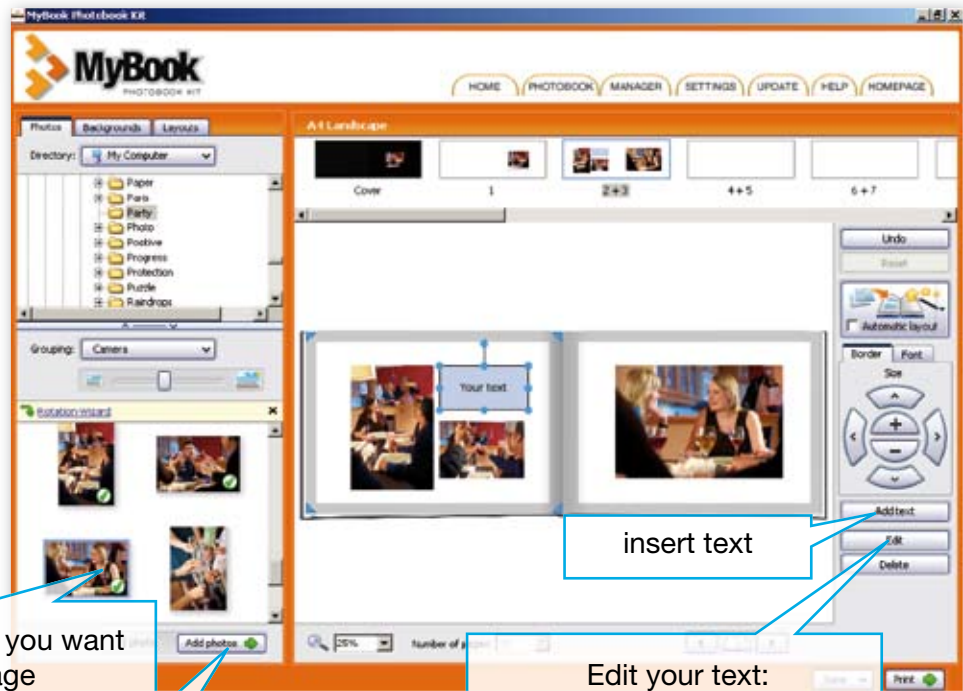 MyBook Photobook Kit
MyBook
PHOTOBOOK KIT
HOME PHOTOBOOK MANAGER SETTINGS UPDATE HELP HOMEPAGE
Photos Backgrounds Layouts
A4 Landscape
Directory: My Computer
Paper
Paris
Party
Photo
Positive
Progress
Protection
Puzzle
Raindrops
Cover 1 2+3 4+5 6+7
Undo
Reset
Automatic layout
Grouping: Camera
Border Font
Size
Rotation Wizard
Your text
Add text
insert text
Edit
Delete
you want
age
Add photos
25% Number of
Edit your text:
Print